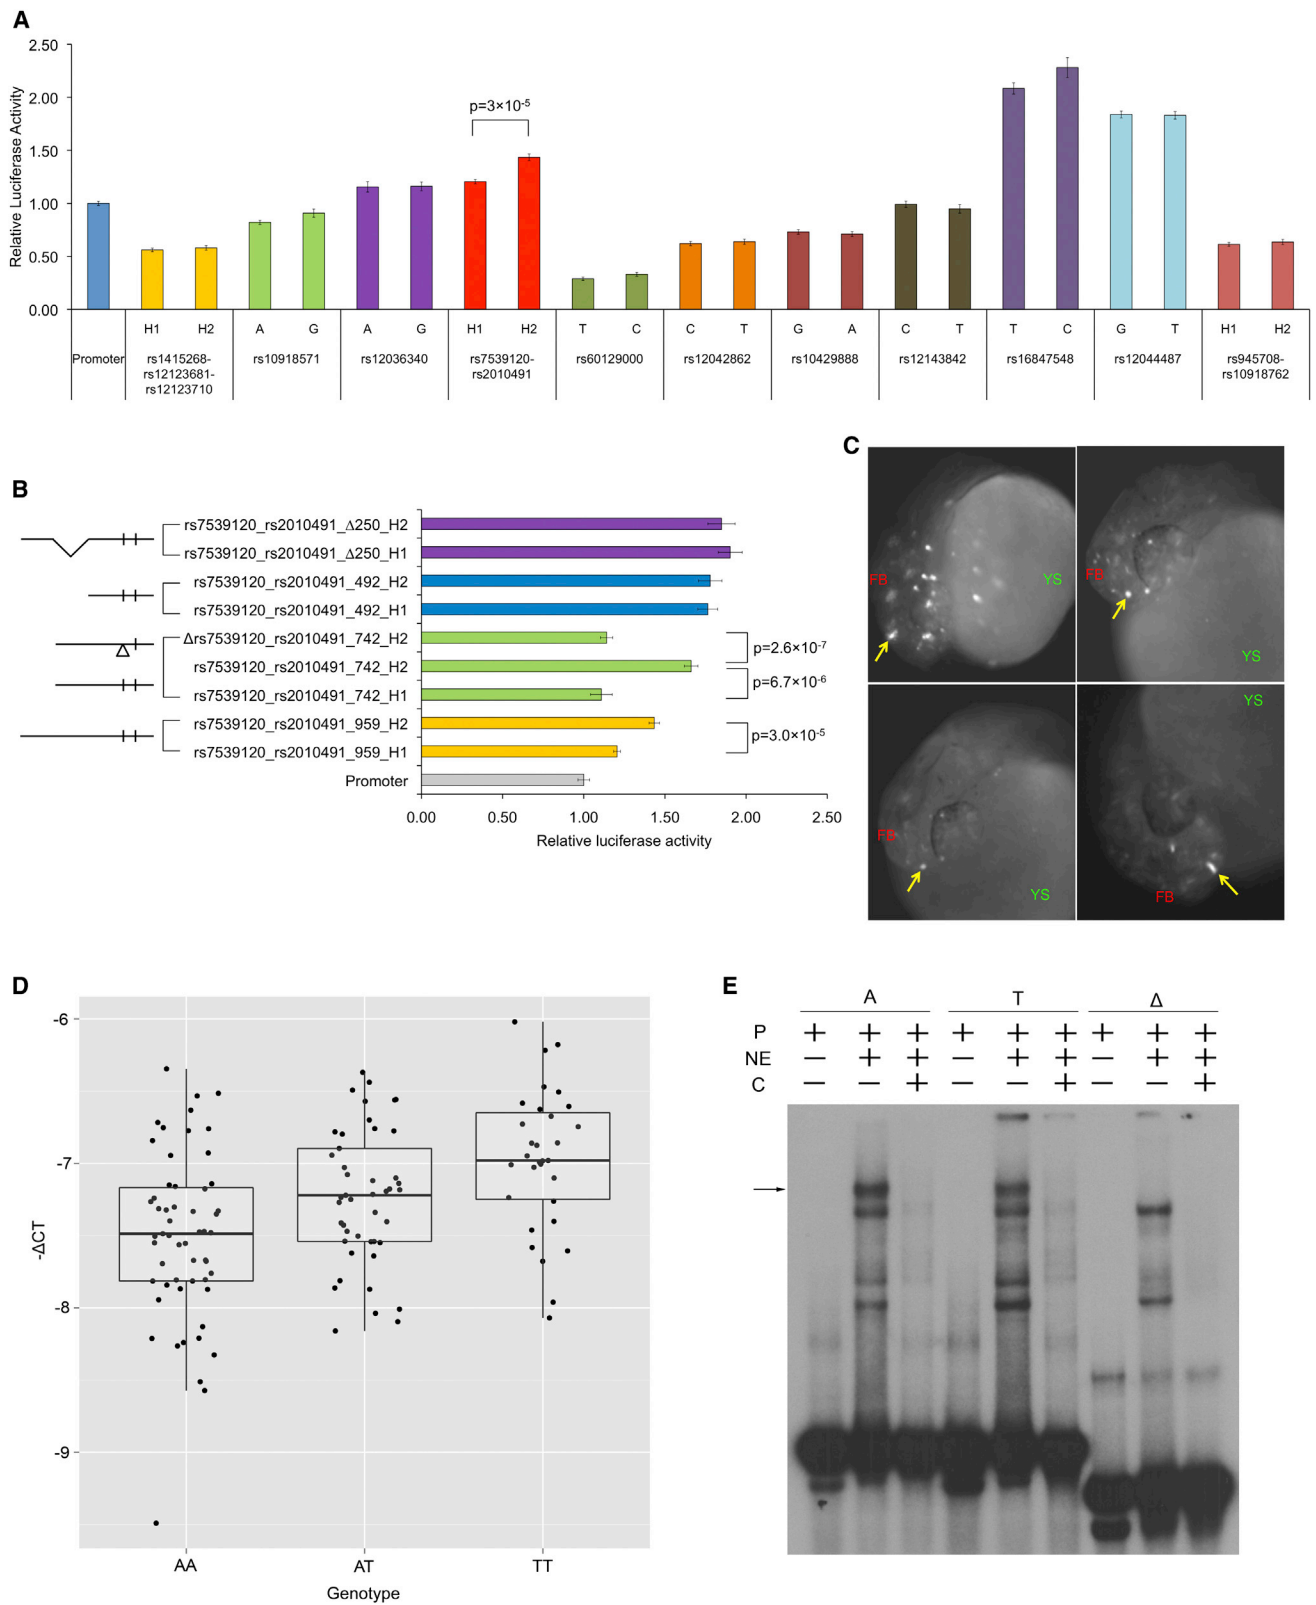 A
Relative Luciferase Activity
2.50
2.00
1.50
1.00
0.50
0.00
p=3×10-5
H1 H2 A G A G H1 H2 T C C T G A C T T C G T H1 H2
Promoter
rs1415268-
rs12123681-
rs12123710
rs10918571
rs12036340
rs7539120-
rs2010491
rs60129000
rs12042862
rs10429888
rs12143842
rs16847548
rs12044487
rs945708-
rs10918762
B
rs7539120_rs2010491_Δ250_H2
rs7539120_rs2010491_Δ250_H1
rs7539120_rs2010491_492_H2
rs7539120_rs2010491_492_H1
Δrs7539120_rs2010491_742_H2
rs7539120_rs2010491_742_H2
rs7539120_rs2010491_742_H1
rs7539120_rs2010491_959_H2
rs7539120_rs2010491_959_H1
Promoter
p=2.6×10-7
p=6.7×10-6
p=3.0×10-5
0.00 0.50 1.00 1.50 2.00 2.50
Relative luciferase activity
C
FB YS
FB YS
FB YS
YS FB
D
-ΔCT
-6
-7
-8
-9
AA AT TT
Genotype
E
A T Δ
P + + + + + + + + +
NE − + + − + + − + +
C − − + − − + − − +